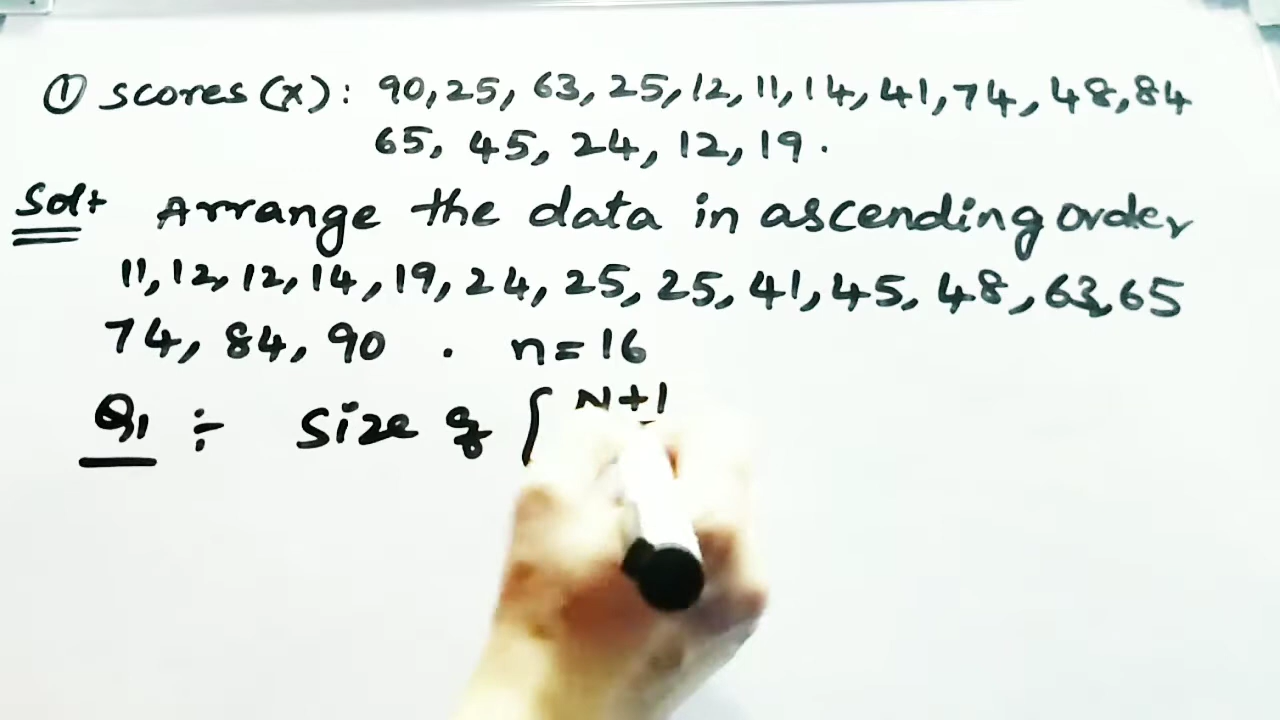 ① scores (x): 90, 25, 63, 25, 12, 11, 14, 41, 74, 48, 84
65, 45, 24, 12, 19.
Sol+ Arrange the data in ascending order
11, 12, 12, 14, 19, 24, 25, 25, 41, 45, 48, 63, 65
74, 84, 90 . n = 16
Q1 ÷ Size of [N+1